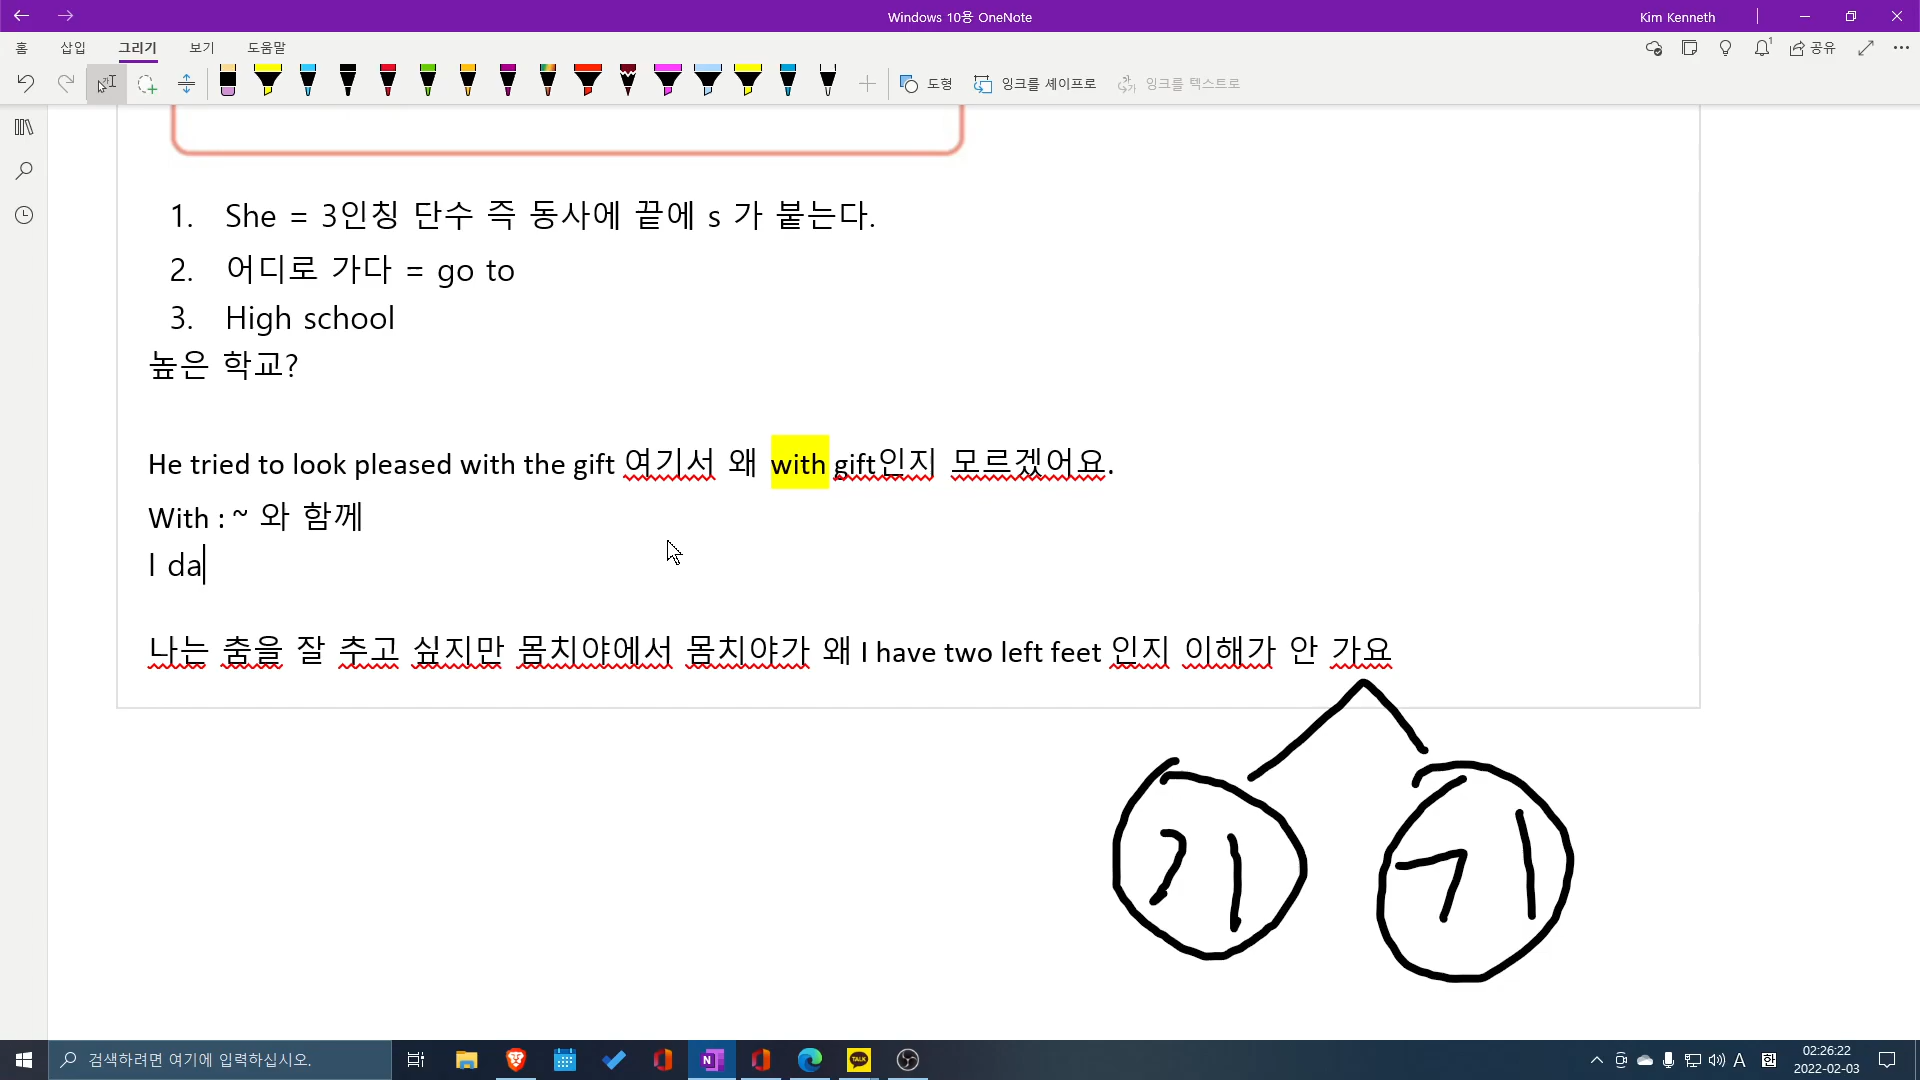 Windows 10용 OneNote
Kim Kenneth
홈 삽입 그리기 보기 도움말
공유
도형 잉크를 셰이프로 잉크를 텍스트로
1. She = 3인칭 단수 즉 동사에 끝에 s 가 붙는다.
2. 어디로 가다 = go to
3. High school
높은 학교?
He tried to look pleased with the gift 여기서 왜 with gift인지 모르겠어요.
With : ~ 와 함께
I da
나는 춤을 잘 추고 싶지만 몸치야에서 몸치야가 왜 I have two left feet 인지 이해가 안 가요
기 기
검색하려면 여기에 입력하십시오.
TALK
A 한
02:26:22
2022-02-03